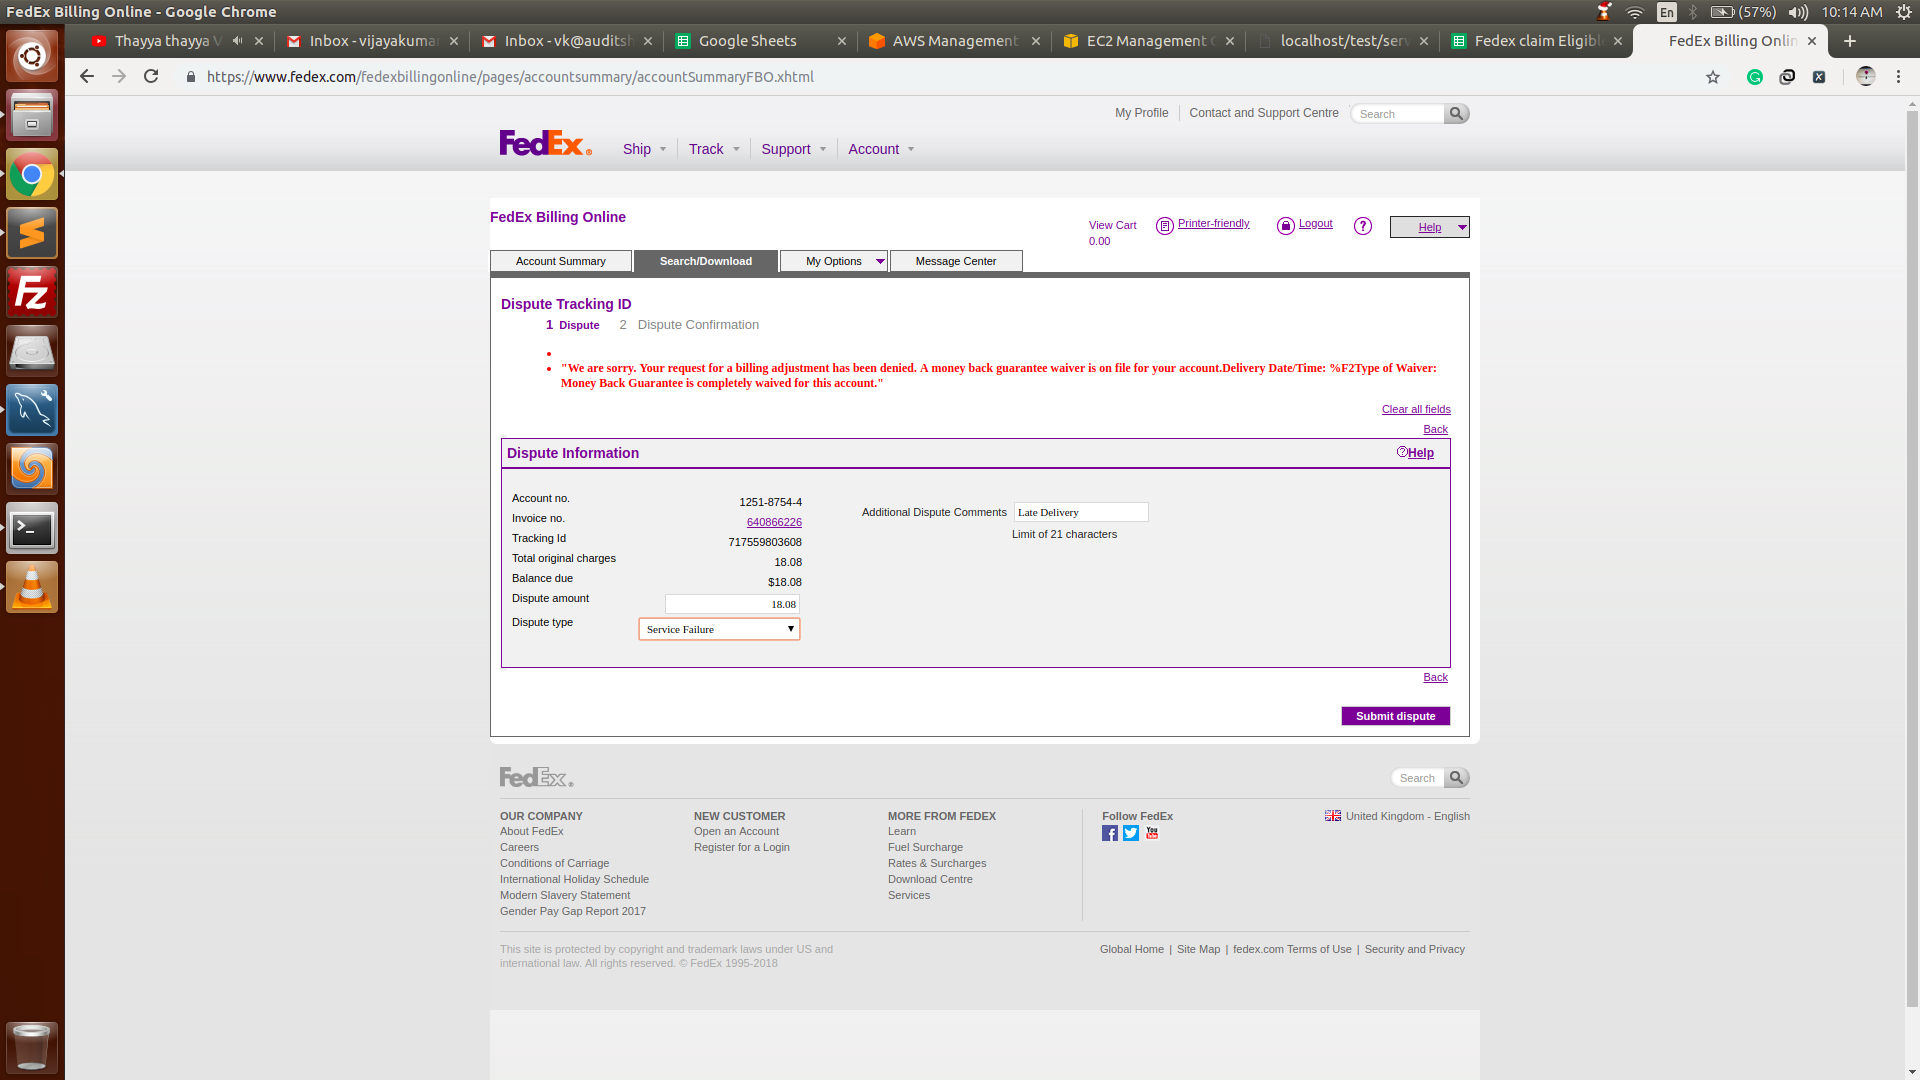 FedEx Billing Online - Google Chrome
En
(57%)
10:14 AM
Thayya thayya V
Inbox - vijayakumar
Inbox - vk@auditsh
Google Sheets
AWS Management
EC2 Management C
localhost/test/serv
Fedex claim Eligibl
FedEx Billing Onlin
https://www.fedex.com/fedexbillingonline/pages/accountsummary/accountSummaryFBO.xhtml
My Profile
Contact and Support Centre
Search
FedEx®
Ship
Track
Support
Account
FedEx Billing Online
View Cart
0.00
Printer-friendly
Logout
?
Help
Account Summary
Search/Download
My Options
Message Center
Dispute Tracking ID
1 Dispute 2 Dispute Confirmation
"We are sorry. Your request for a billing adjustment has been denied. A money back guarantee waiver is on file for your account.Delivery Date/Time: %F2Type of Waiver:
Money Back Guarantee is completely waived for this account."
Clear all fields
Back
Dispute Information
?Help
Account no. 1251-8754-4
Invoice no. 640866226
Tracking Id 717559803608
Total original charges 18.08
Balance due $18.08
Dispute amount 18.08
Dispute type Service Failure
Additional Dispute Comments Late Delivery
Limit of 21 characters
Back
Submit dispute
FedEx®
Search
OUR COMPANY
About FedEx
Careers
Conditions of Carriage
International Holiday Schedule
Modern Slavery Statement
Gender Pay Gap Report 2017
NEW CUSTOMER
Open an Account
Register for a Login
MORE FROM FEDEX
Learn
Fuel Surcharge
Rates & Surcharges
Download Centre
Services
Follow FedEx
You
United Kingdom - English
This site is protected by copyright and trademark laws under US and
international law. All rights reserved. © FedEx 1995-2018
Global Home | Site Map | fedex.com Terms of Use | Security and Privacy